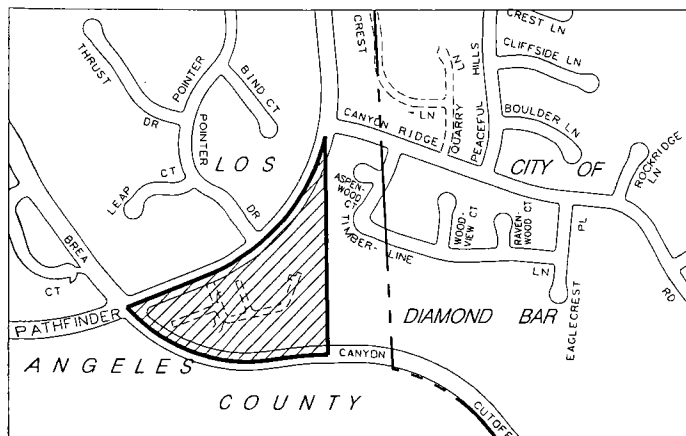 CREST LN
CLIFFSIDE LN
CREST
LN
HILLS
PEACEFUL
QUARRY
LN
BOULDER LN
THRUST
DR
POINTER
BIND CT
POINTER
DR
LEAP CT
CANYON RIDGE
RD
ROCKRIDGE
LN
LOS
CITY OF
ASPEN-
WOOD
CT
TIMBER-LINE
LN
WOOD-
VIEW CT
RAVEN-
WOOD CT
EAGLECREST
PL
BREA
CANYON
CUTOFF
CT
PATHFINDER
DIAMOND BAR
ANGELES
COUNTY